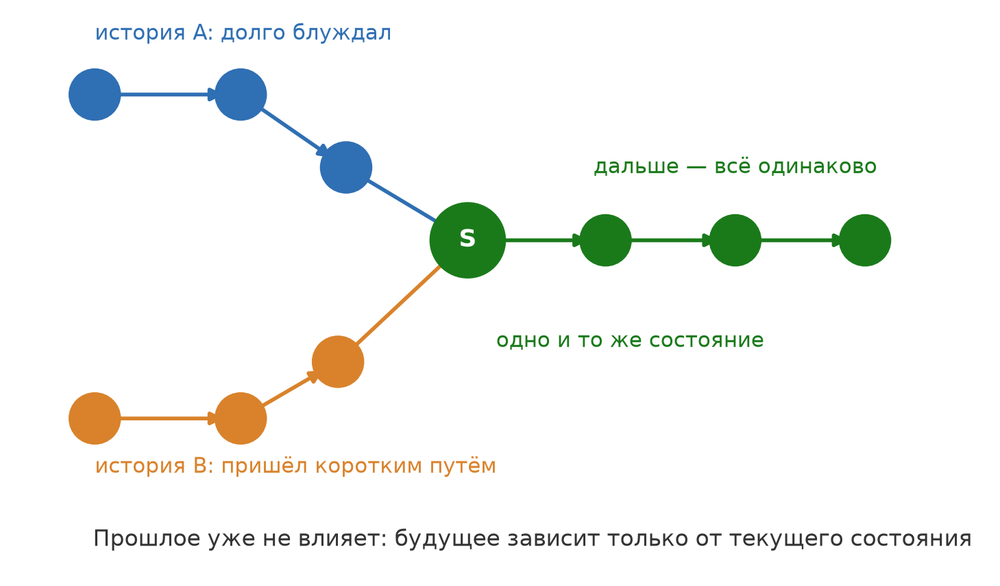 история A: долго блуждал
дальше — всё одинаково
S
одно и то же состояние
история B: пришёл коротким путём
Прошлое уже не влияет: будущее зависит только от текущего состояния